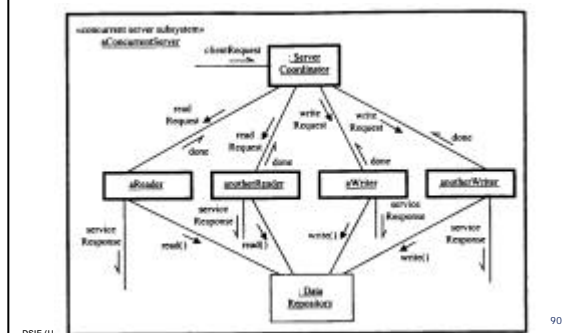 «concurrent server subsystem»
aConcurrentServer
clientRequest
: Server
Coordinator
read
Request
done
read
Request
done
write
Request
done
write
Request
done
aReader
anotherReader
aWriter
anotherWriter
service
Response
read()
service
Response
read()
write()
service
Response
write()
service
Response
: Data
Repository
90